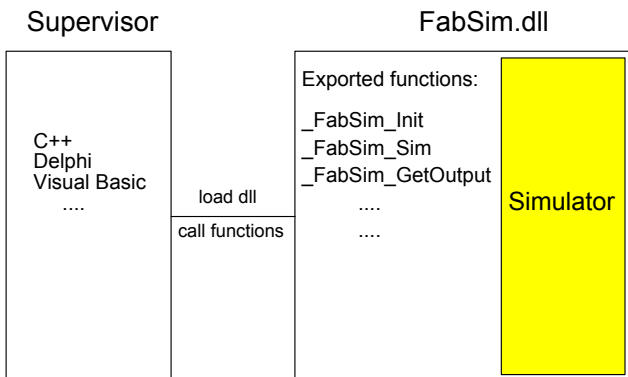 Supervisor
FabSim.dll
C++
Delphi
Visual Basic
....
load dll
call functions
Exported functions:
_FabSim_Init
_FabSim_Sim
_FabSim_GetOutput
....
....
Simulator